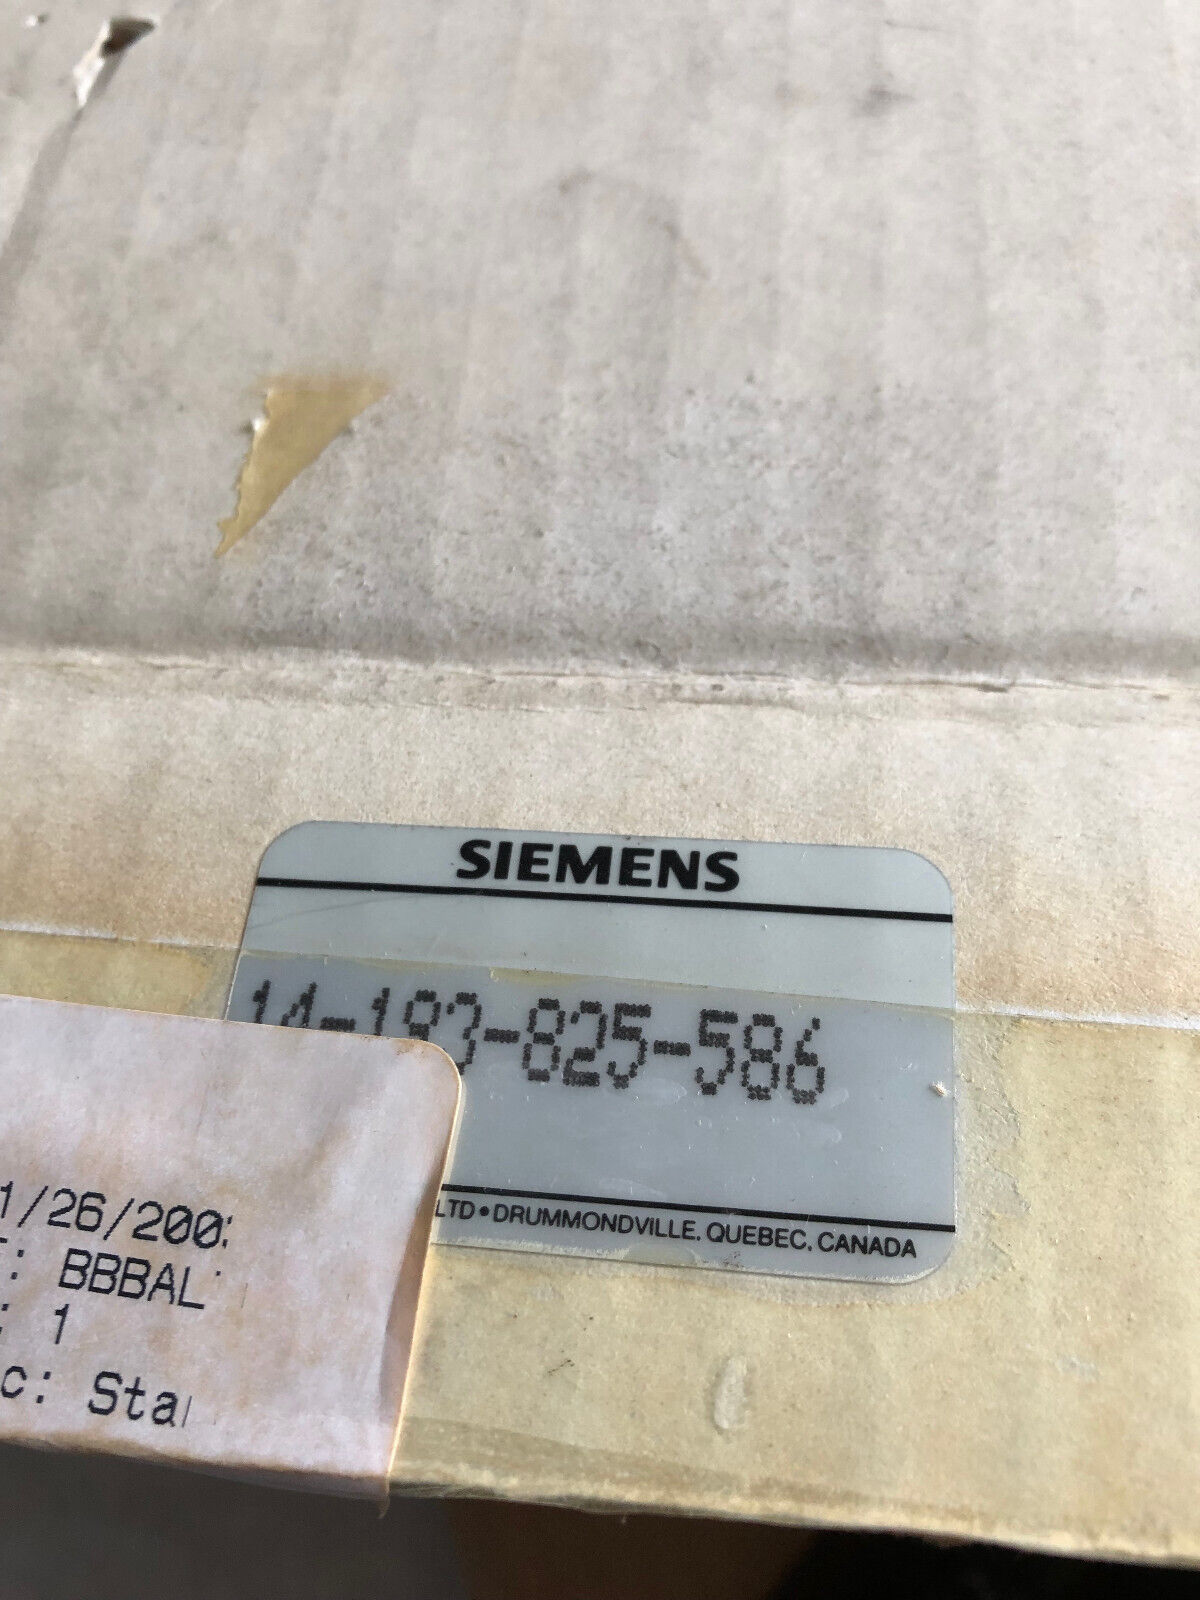 SIEMENS
14-193-825-586
LTD • DRUMMONDVILLE, QUEBEC, CANADA
1/26/200
: BBBAL
: 1
c: Sta